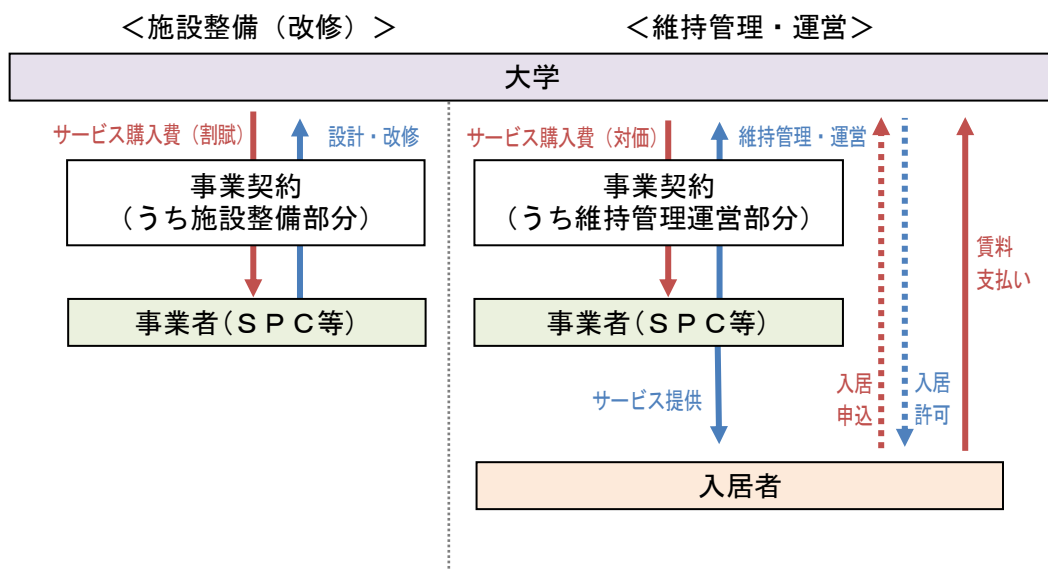 ＜施設整備（改修）＞
＜維持管理・運営＞
大学
サービス購入費（割賦）
設計・改修
サービス購入費（対価）
維持管理・運営
事業契約
（うち施設整備部分）
事業契約
（うち維持管理運営部分）
賃料
支払い
事業者（ＳＰＣ等）
事業者（ＳＰＣ等）
サービス提供
入居
申込
入居
許可
入居者